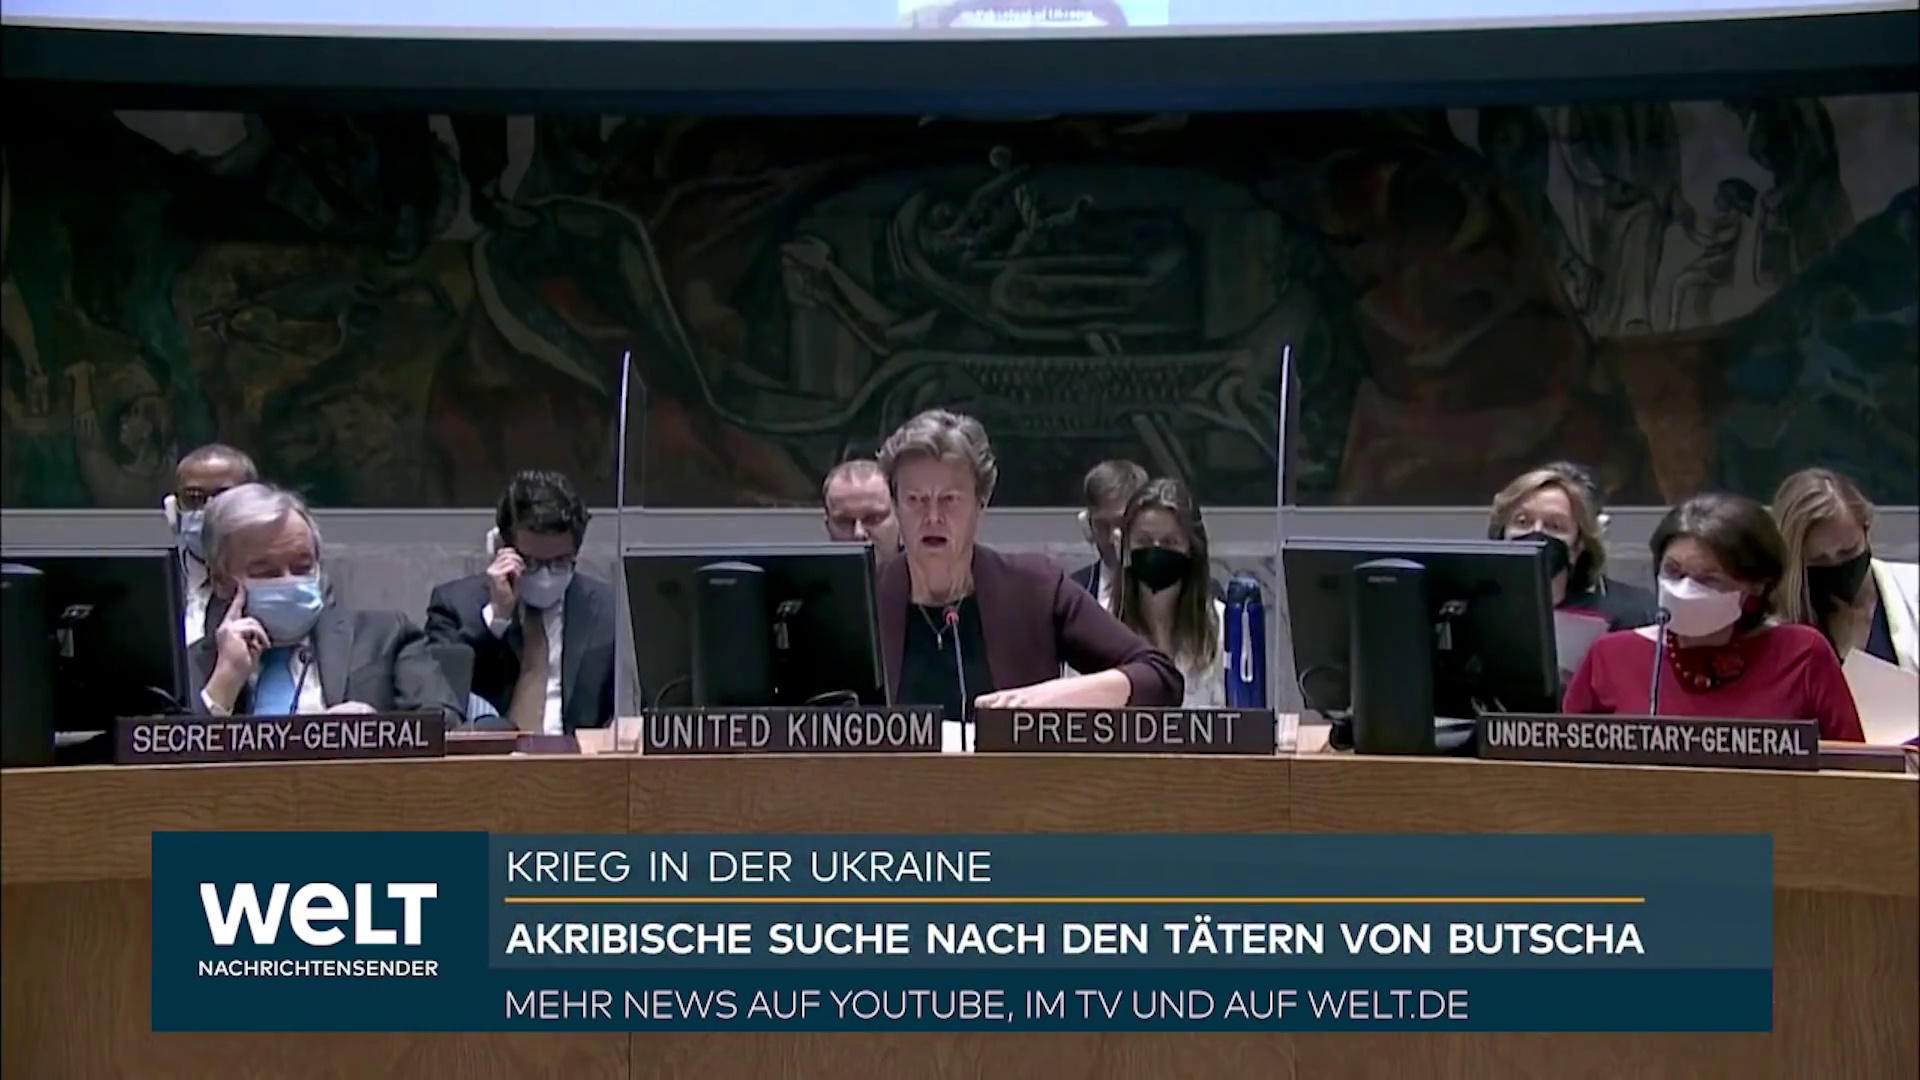 SECRETARY-GENERAL
UNITED KINGDOM
PRESIDENT
UNDER-SECRETARY-GENERAL
WELT
NACHRICHTENSENDER
KRIEG IN DER UKRAINE
AKRIBISCHE SUCHE NACH DEN TÄTERN VON BUTSCHA
MEHR NEWS AUF YOUTUBE, IM TV UND AUF WELT.DE